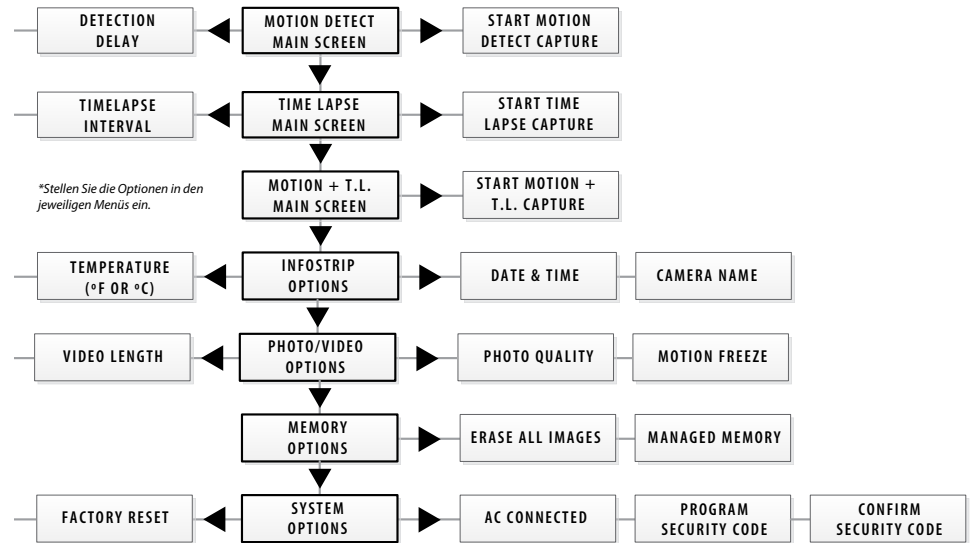 DETECTION
DELAY
MOTION DETECT
MAIN SCREEN
START MOTION
DETECT CAPTURE
TIMELAPSE
INTERVAL
TIME LAPSE
MAIN SCREEN
START TIME
LAPSE CAPTURE
*Stellen Sie die Optionen in den
jeweiligen Menüs ein.
MOTION + T.L.
MAIN SCREEN
START MOTION +
T.L. CAPTURE
TEMPERATURE
(ºF OR ºC)
INFOSTRIP
OPTIONS
DATE & TIME
CAMERA NAME
VIDEO LENGTH
PHOTO/VIDEO
OPTIONS
PHOTO QUALITY
MOTION FREEZE
MEMORY
OPTIONS
ERASE ALL IMAGES
MANAGED MEMORY
FACTORY RESET
SYSTEM
OPTIONS
AC CONNECTED
PROGRAM
SECURITY CODE
CONFIRM
SECURITY CODE